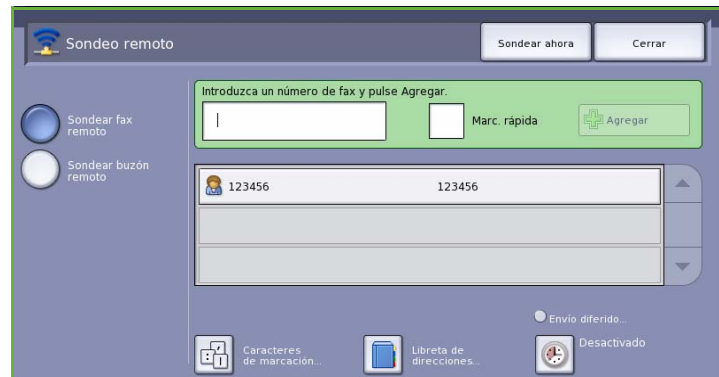 Sondeo remoto
Sondear ahora
Cerrar
Sondear fax
remoto
Sondear buzón
remoto
Introduzca un número de fax y pulse Agregar.
Marc. rápida
Agregar
123456 123456
Envío diferido...
Caracteres
de marcación...
Libreta de
direcciones...
Desactivado